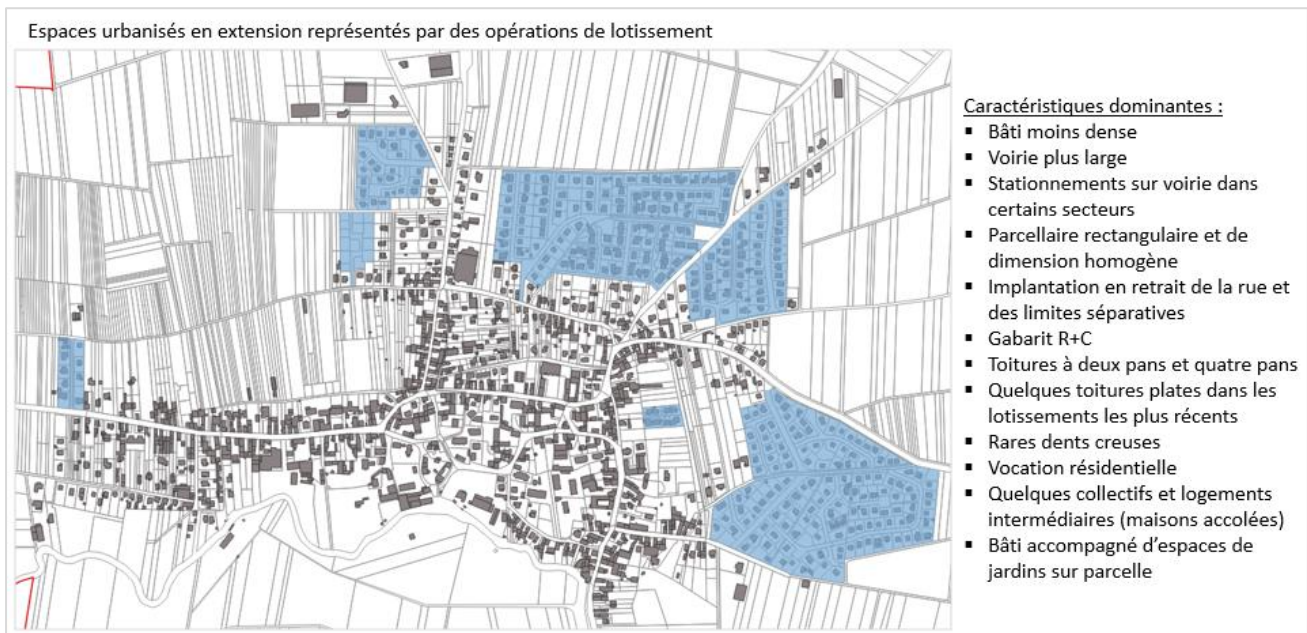 Espaces urbanisés en extension représentés par des opérations de lotissement
Caractéristiques dominantes :
▪ Bâti moins dense
▪ Voirie plus large
▪ Stationnements sur voirie dans
certains secteurs
▪ Parcellaire rectangulaire et de
dimension homogène
▪ Implantation en retrait de la rue et
des limites séparatives
▪ Gabarit R+C
▪ Toitures à deux pans et quatre pans
▪ Quelques toitures plates dans les
lotissements les plus récents
▪ Rares dents creuses
▪ Vocation résidentielle
▪ Quelques collectifs et logements
intermédiaires (maisons accolées)
▪ Bâti accompagné d’espaces de
jardins sur parcelle